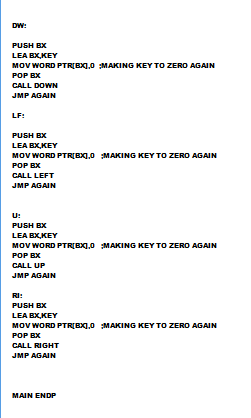 DW:
PUSH BX
LEA BX,KEY
MOV WORD PTR[BX],0 ;MAKING KEY TO ZERO AGAIN
POP BX
CALL DOWN
JMP AGAIN
LF:
PUSH BX
LEA BX,KEY
MOV WORD PTR[BX],0 ;MAKING KEY TO ZERO AGAIN
POP BX
CALL LEFT
JMP AGAIN
U:
PUSH BX
LEA BX,KEY
MOV WORD PTR[BX],0 ;MAKING KEY TO ZERO AGAIN
POP BX
CALL UP
JMP AGAIN
RI:
PUSH BX
LEA BX,KEY
MOV WORD PTR[BX],0 ;MAKING KEY TO ZERO AGAIN
POP BX
CALL RIGHT
JMP AGAIN
MAIN ENDP